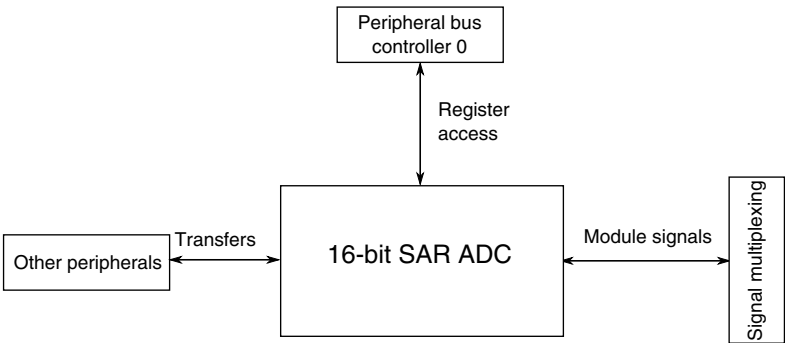 Peripheral bus
controller 0
Register
access
Other peripherals
Transfers
16-bit SAR ADC
Module signals
Signal multiplexing